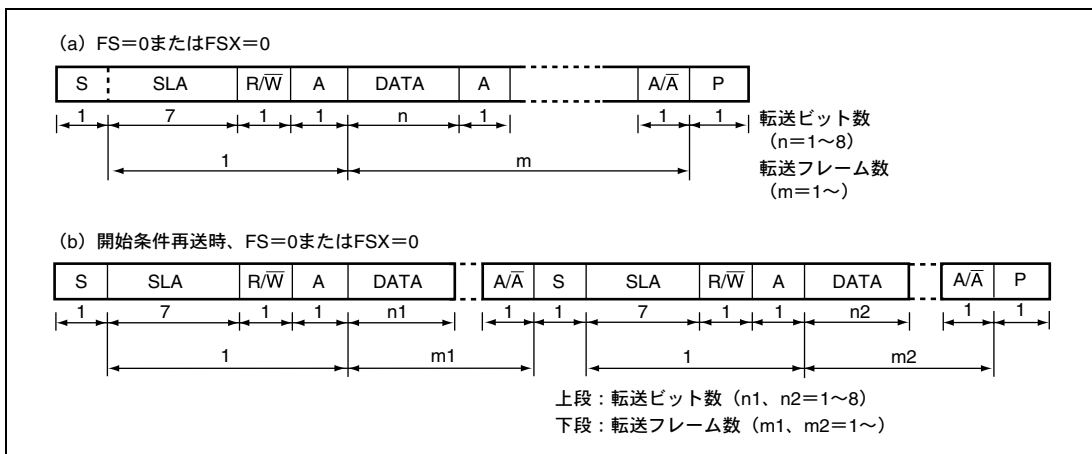 (a) FS=0またはFSX=0
S SLA R/W̅ A DATA A A/A̅ P
1 7 1 1 n 1 1 1
転送ビット数
(n=1～8)
1 m
転送フレーム数
(m=1～)
(b) 開始条件再送時、FS=0またはFSX=0
S SLA R/W̅ A DATA A/A̅ S SLA R/W̅ A DATA A/A̅ P
1 7 1 1 n1 1 1 7 1 1 n2 1 1
1 m1 1 m2
上段：転送ビット数（n1、n2=1～8）
下段：転送フレーム数（m1、m2=1～）